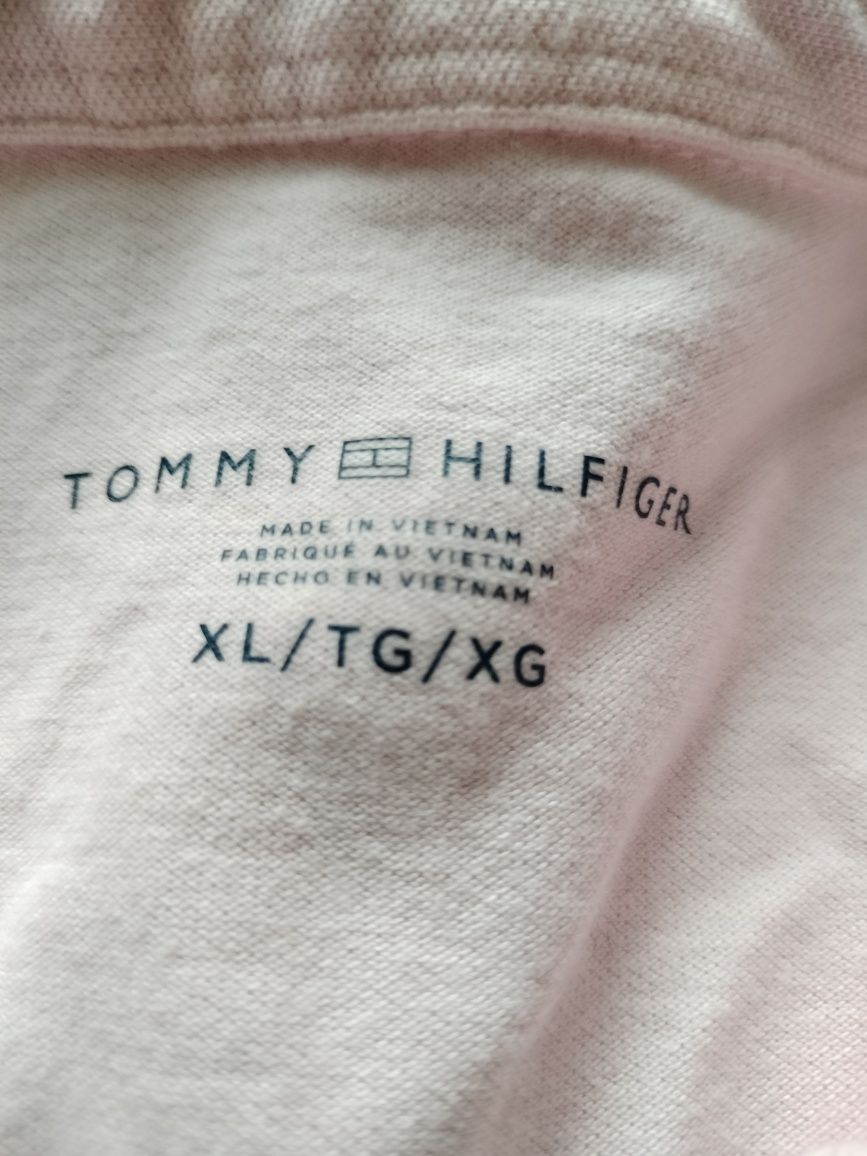 TOMMY HILFIGER
MADE IN VIETNAM
FABRIQUÉ AU VIETNAM
HECHO EN VIETNAM
XL/TG/XG